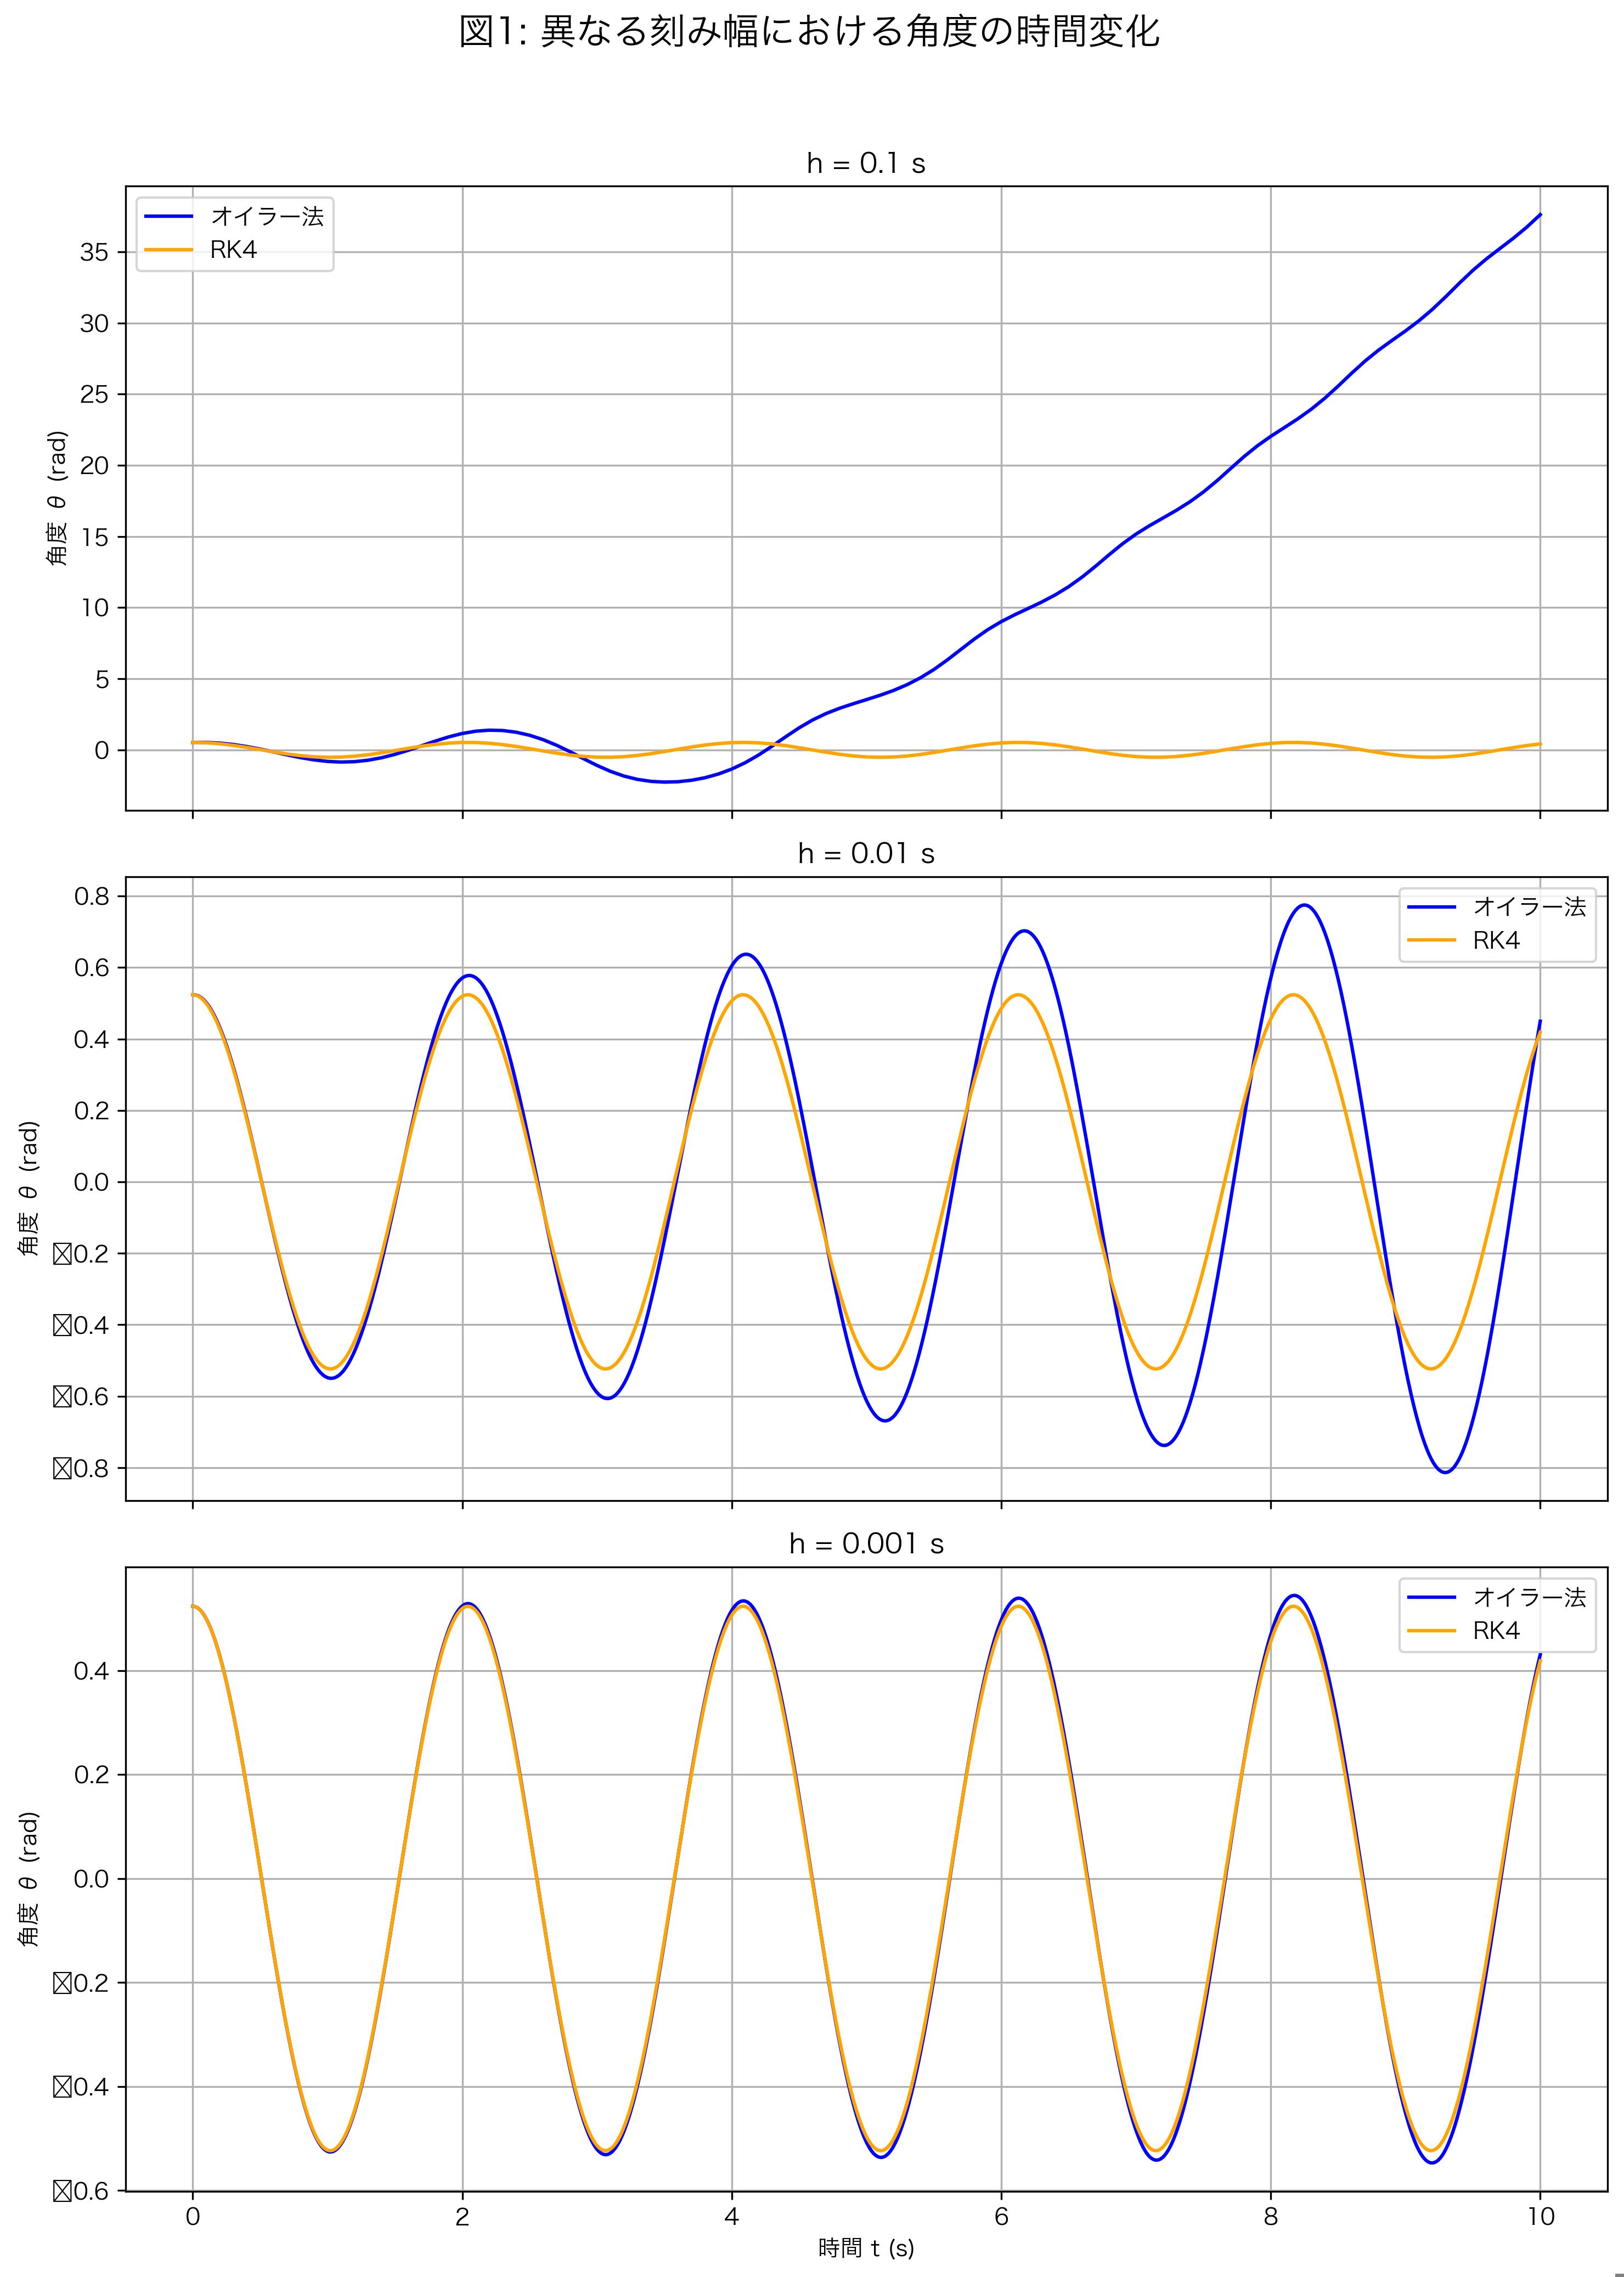 図1: 異なる刻み幅における角度の時間変化
h = 0.1 s
オイラー法
RK4
35
30
25
20
15
10
5
0
角度 θ (rad)
h = 0.01 s
オイラー法
RK4
0.8
0.6
0.4
0.2
0.0
☒0.2
☒0.4
☒0.6
☒0.8
角度 θ (rad)
h = 0.001 s
オイラー法
RK4
0.4
0.2
0.0
☒0.2
☒0.4
☒0.6
角度 θ (rad)
0 2 4 6 8 10
時間 t (s)